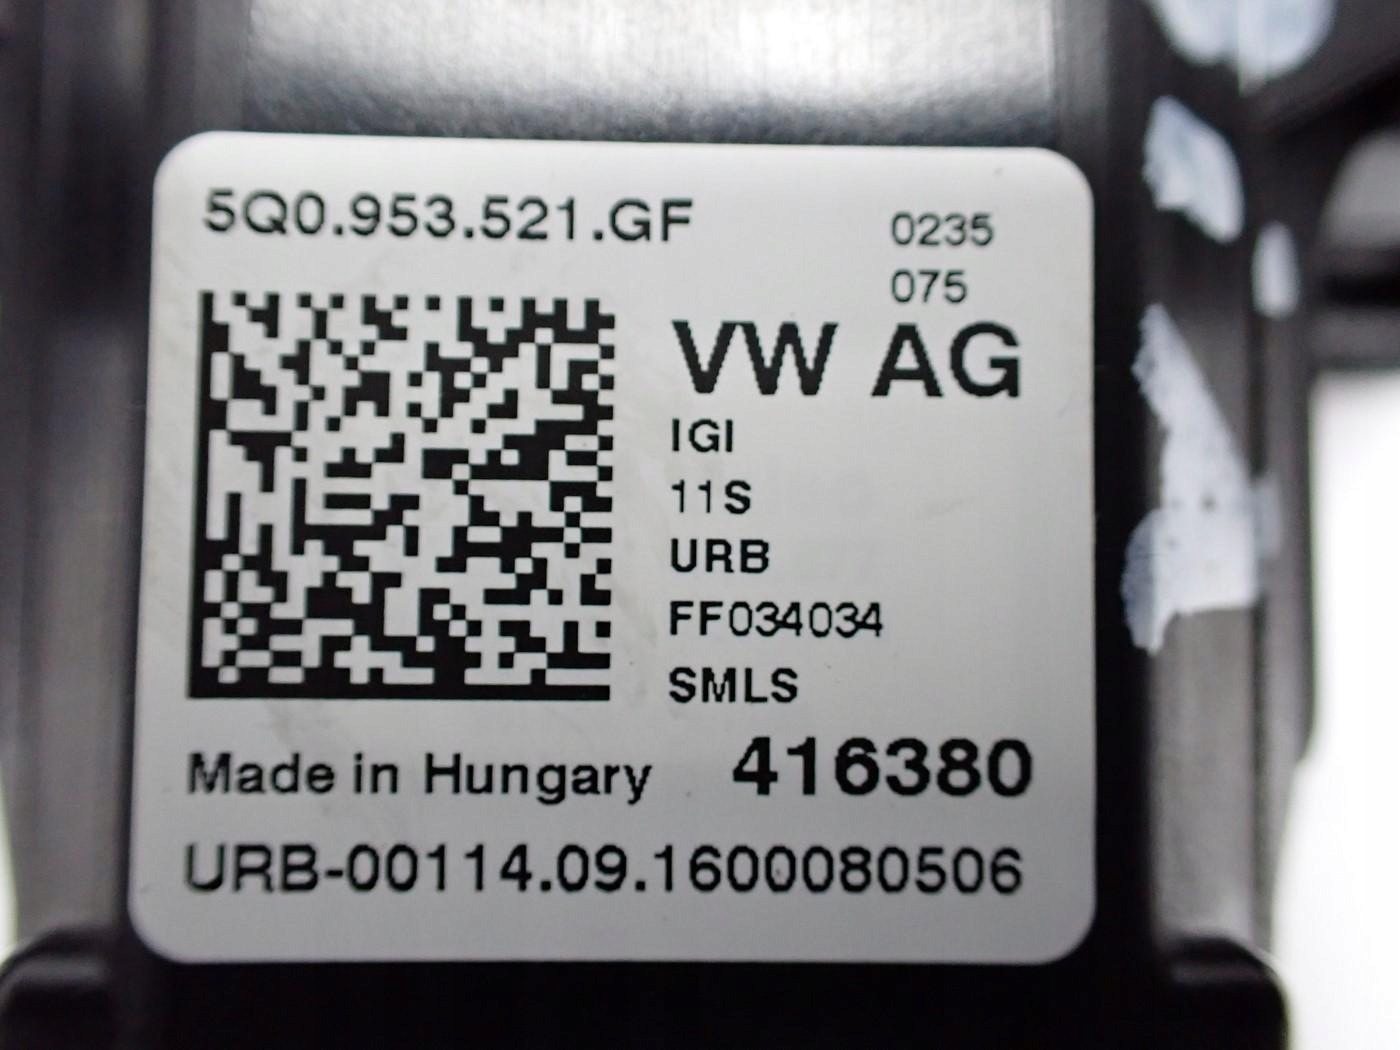 5Q0.953.521.GF
0235
075
VW AG
IGI
11S
URB
FF034034
SMLS
Made in Hungary 416380
URB-00114.09.1600080506